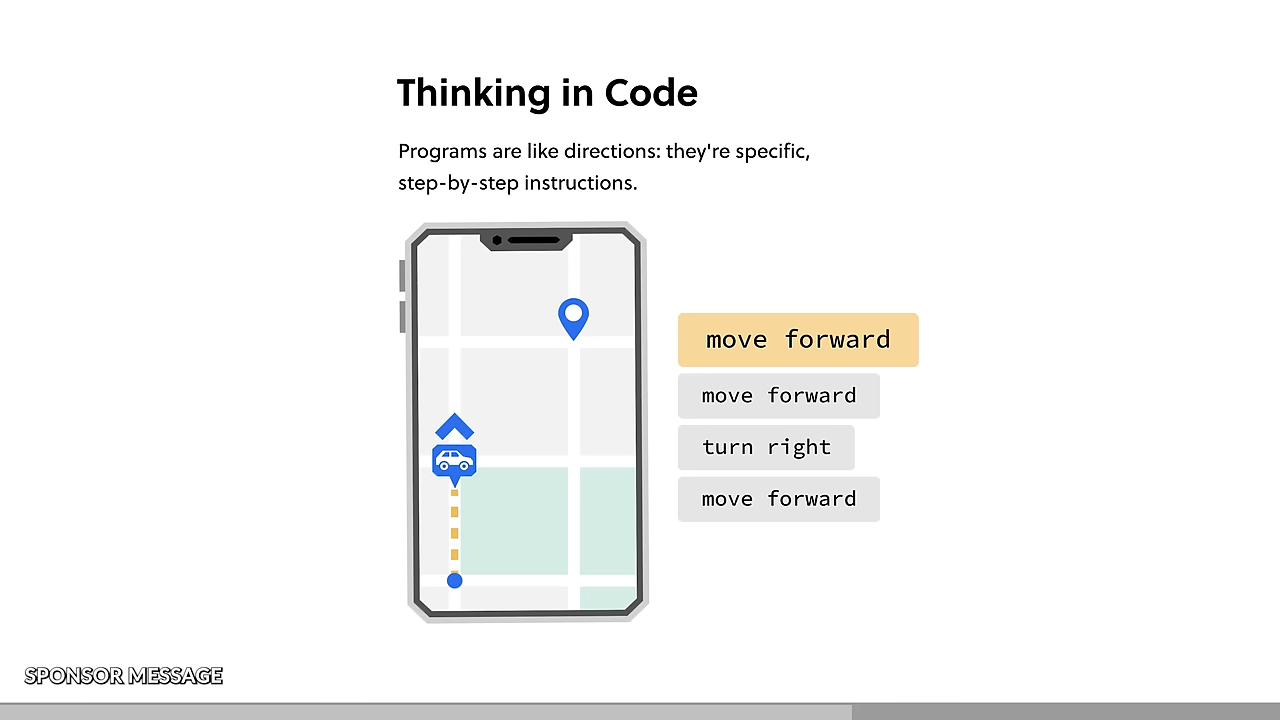 Thinking in Code
Programs are like directions: they're specific,
step-by-step instructions.
move forward
move forward
turn right
move forward
SPONSOR MESSAGE